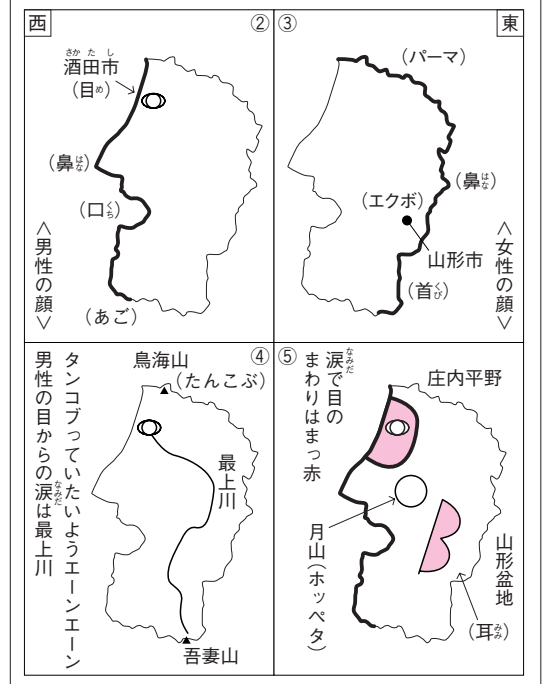 西
②
さかたし
酒田市
(目め)
(鼻はな)
(口くち)
(あご)
＜男性の顔＞
③
東
(パーマ)
(鼻はな)
(エクボ)
山形市
(首くび)
＜女性の顔＞
④
鳥海山
(たんこぶ)
最上川
吾妻山
タンコブっていたいようエーンエーン
男性の目からの涙なみだは最上川
⑤
涙なみだで目の
まわりはまっ赤
庄内平野
月山(ホッペタ)
山形盆地
(耳みみ)